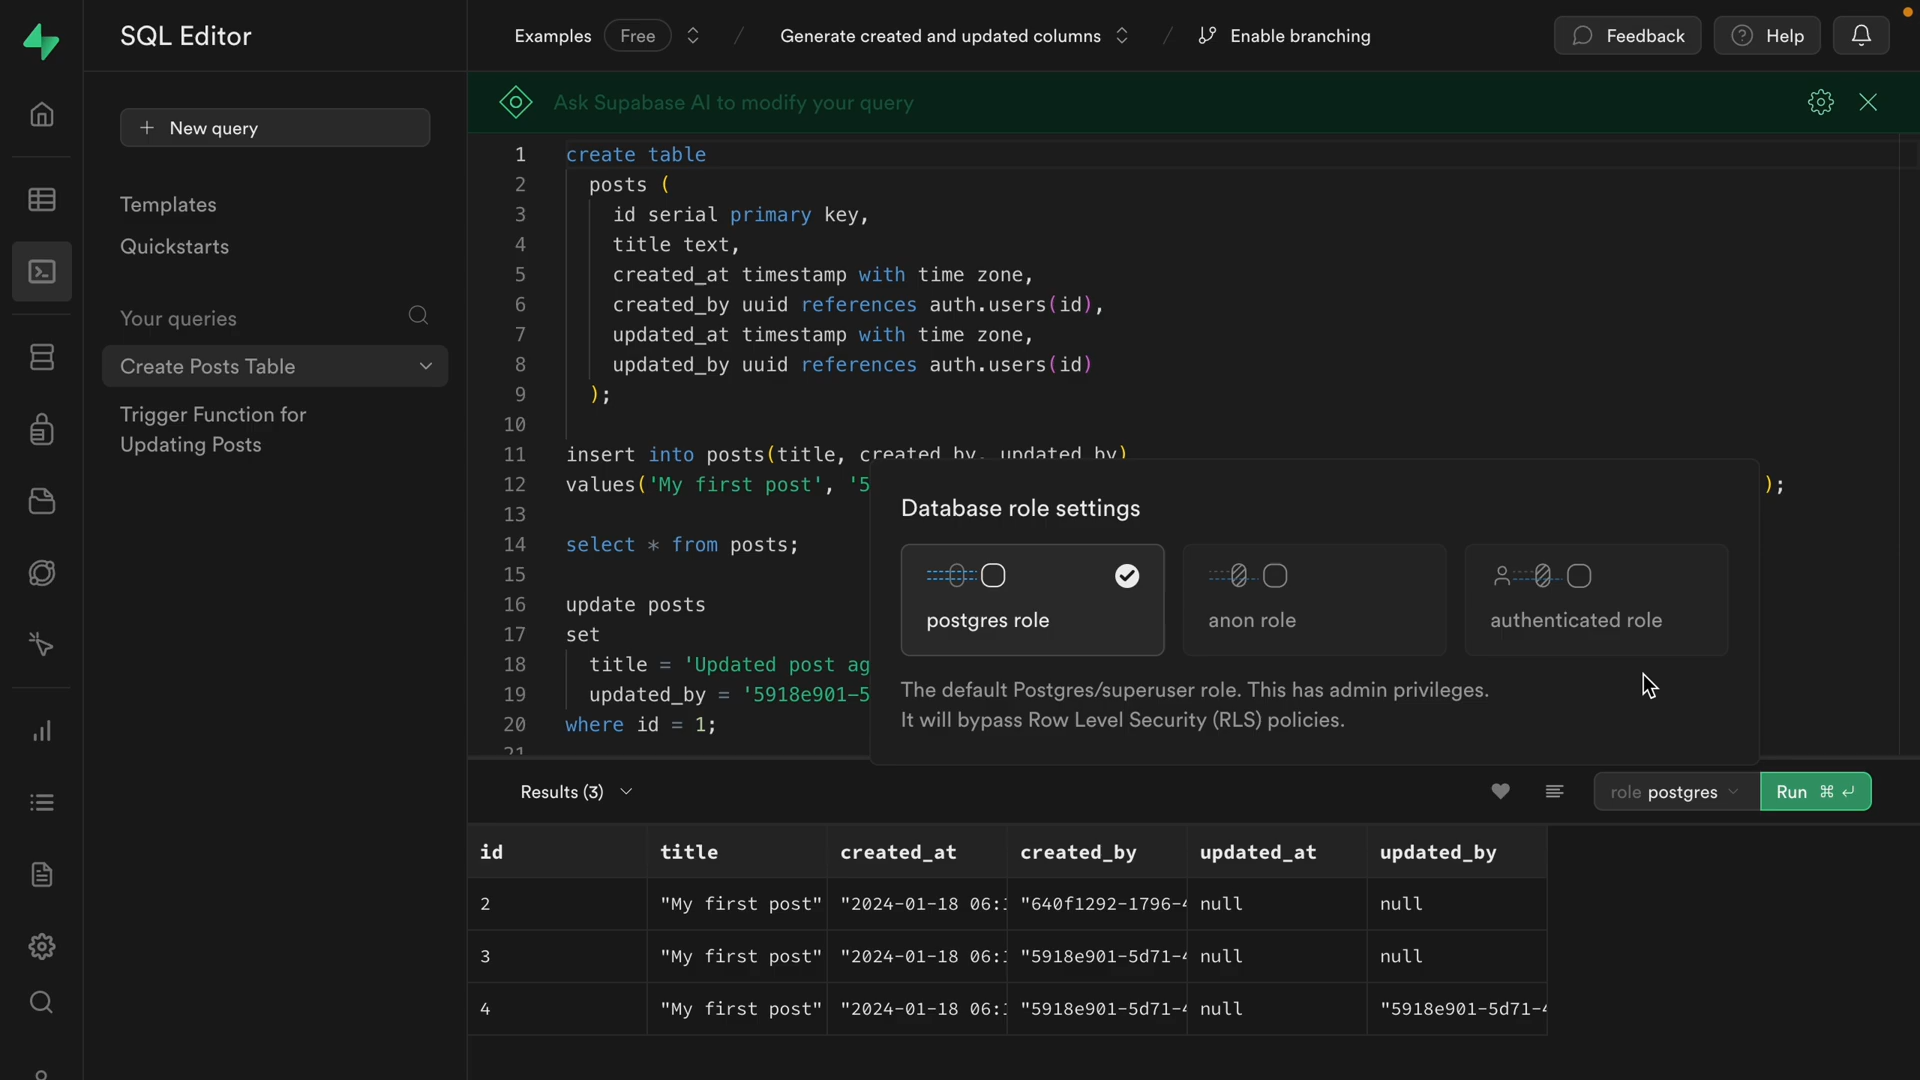 SQL Editor
Examples Free / Generate created and updated columns / Enable branching
Feedback
Help
New query
Templates
Quickstarts
Your queries
Create Posts Table
Trigger Function for
Updating Posts
Ask Supabase AI to modify your query
1 create table
2 posts (
3 id serial primary key,
4 title text,
5 created_at timestamp with time zone,
6 created_by uuid references auth.users(id),
7 updated_at timestamp with time zone,
8 updated_by uuid references auth.users(id)
9 );
10
11 insert into posts(title, created_by, updated_by)
12 values('My first post', '5 );
13
14 select * from posts;
15
16 update posts
17 set
18 title = 'Updated post ag
19 updated_by = '5918e901-5
20 where id = 1;
21
Database role settings
postgres role
anon role
authenticated role
The default Postgres/superuser role. This has admin privileges.
It will bypass Row Level Security (RLS) policies.
Results (3)
role postgres
Run ⌘ ↵
id title created_at created_by updated_at updated_by
2 "My first post" "2024-01-18 06: "640f1292-1796- null null
3 "My first post" "2024-01-18 06: "5918e901-5d71- null null
4 "My first post" "2024-01-18 06: "5918e901-5d71- null "5918e901-5d71-